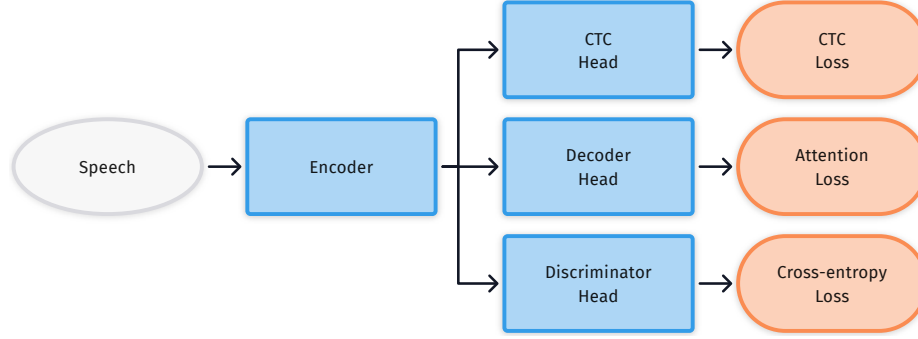 CTC
Head
CTC
Loss
Speech
Encoder
Decoder
Head
Attention
Loss
Discriminator
Head
Cross-entropy
Loss